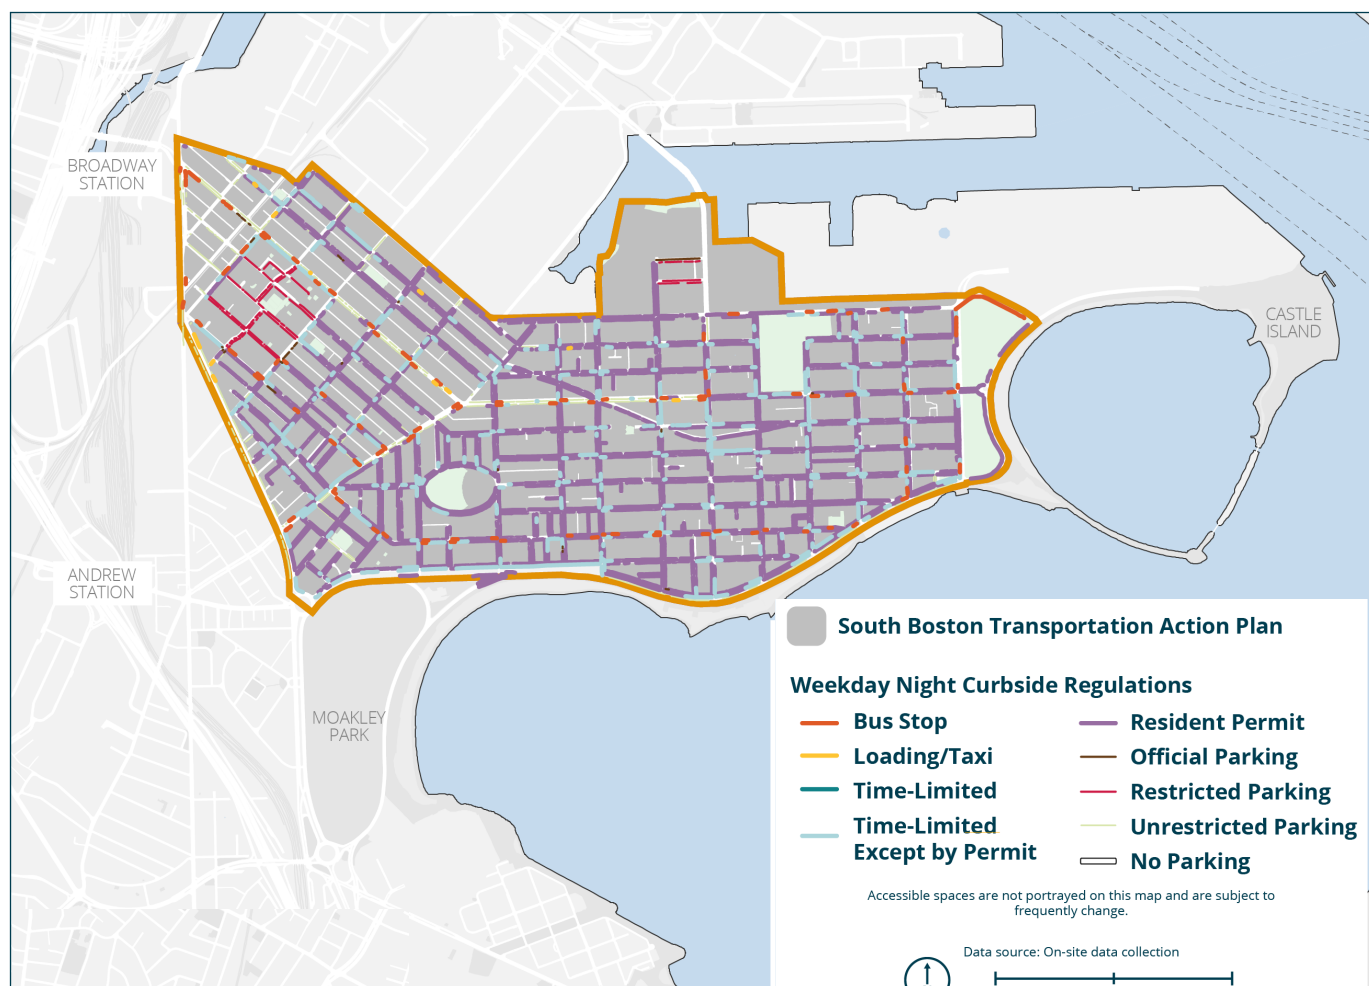 BROADWAY
STATION
CASTLE
ISLAND
ANDREW
STATION
MOAKLEY
PARK
South Boston Transportation Action Plan
Weekday Night Curbside Regulations
Bus Stop
Loading/Taxi
Time-Limited
Time-Limited
Except by Permit
Resident Permit
Official Parking
Restricted Parking
Unrestricted Parking
No Parking
Accessible spaces are not portrayed on this map and are subject to
frequently change.
Data source: On-site data collection